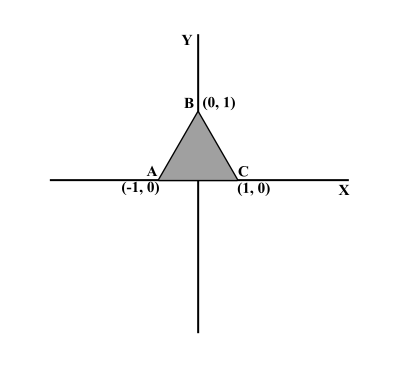 Y
B (0, 1)
A
C
(-1, 0)
(1, 0)
X